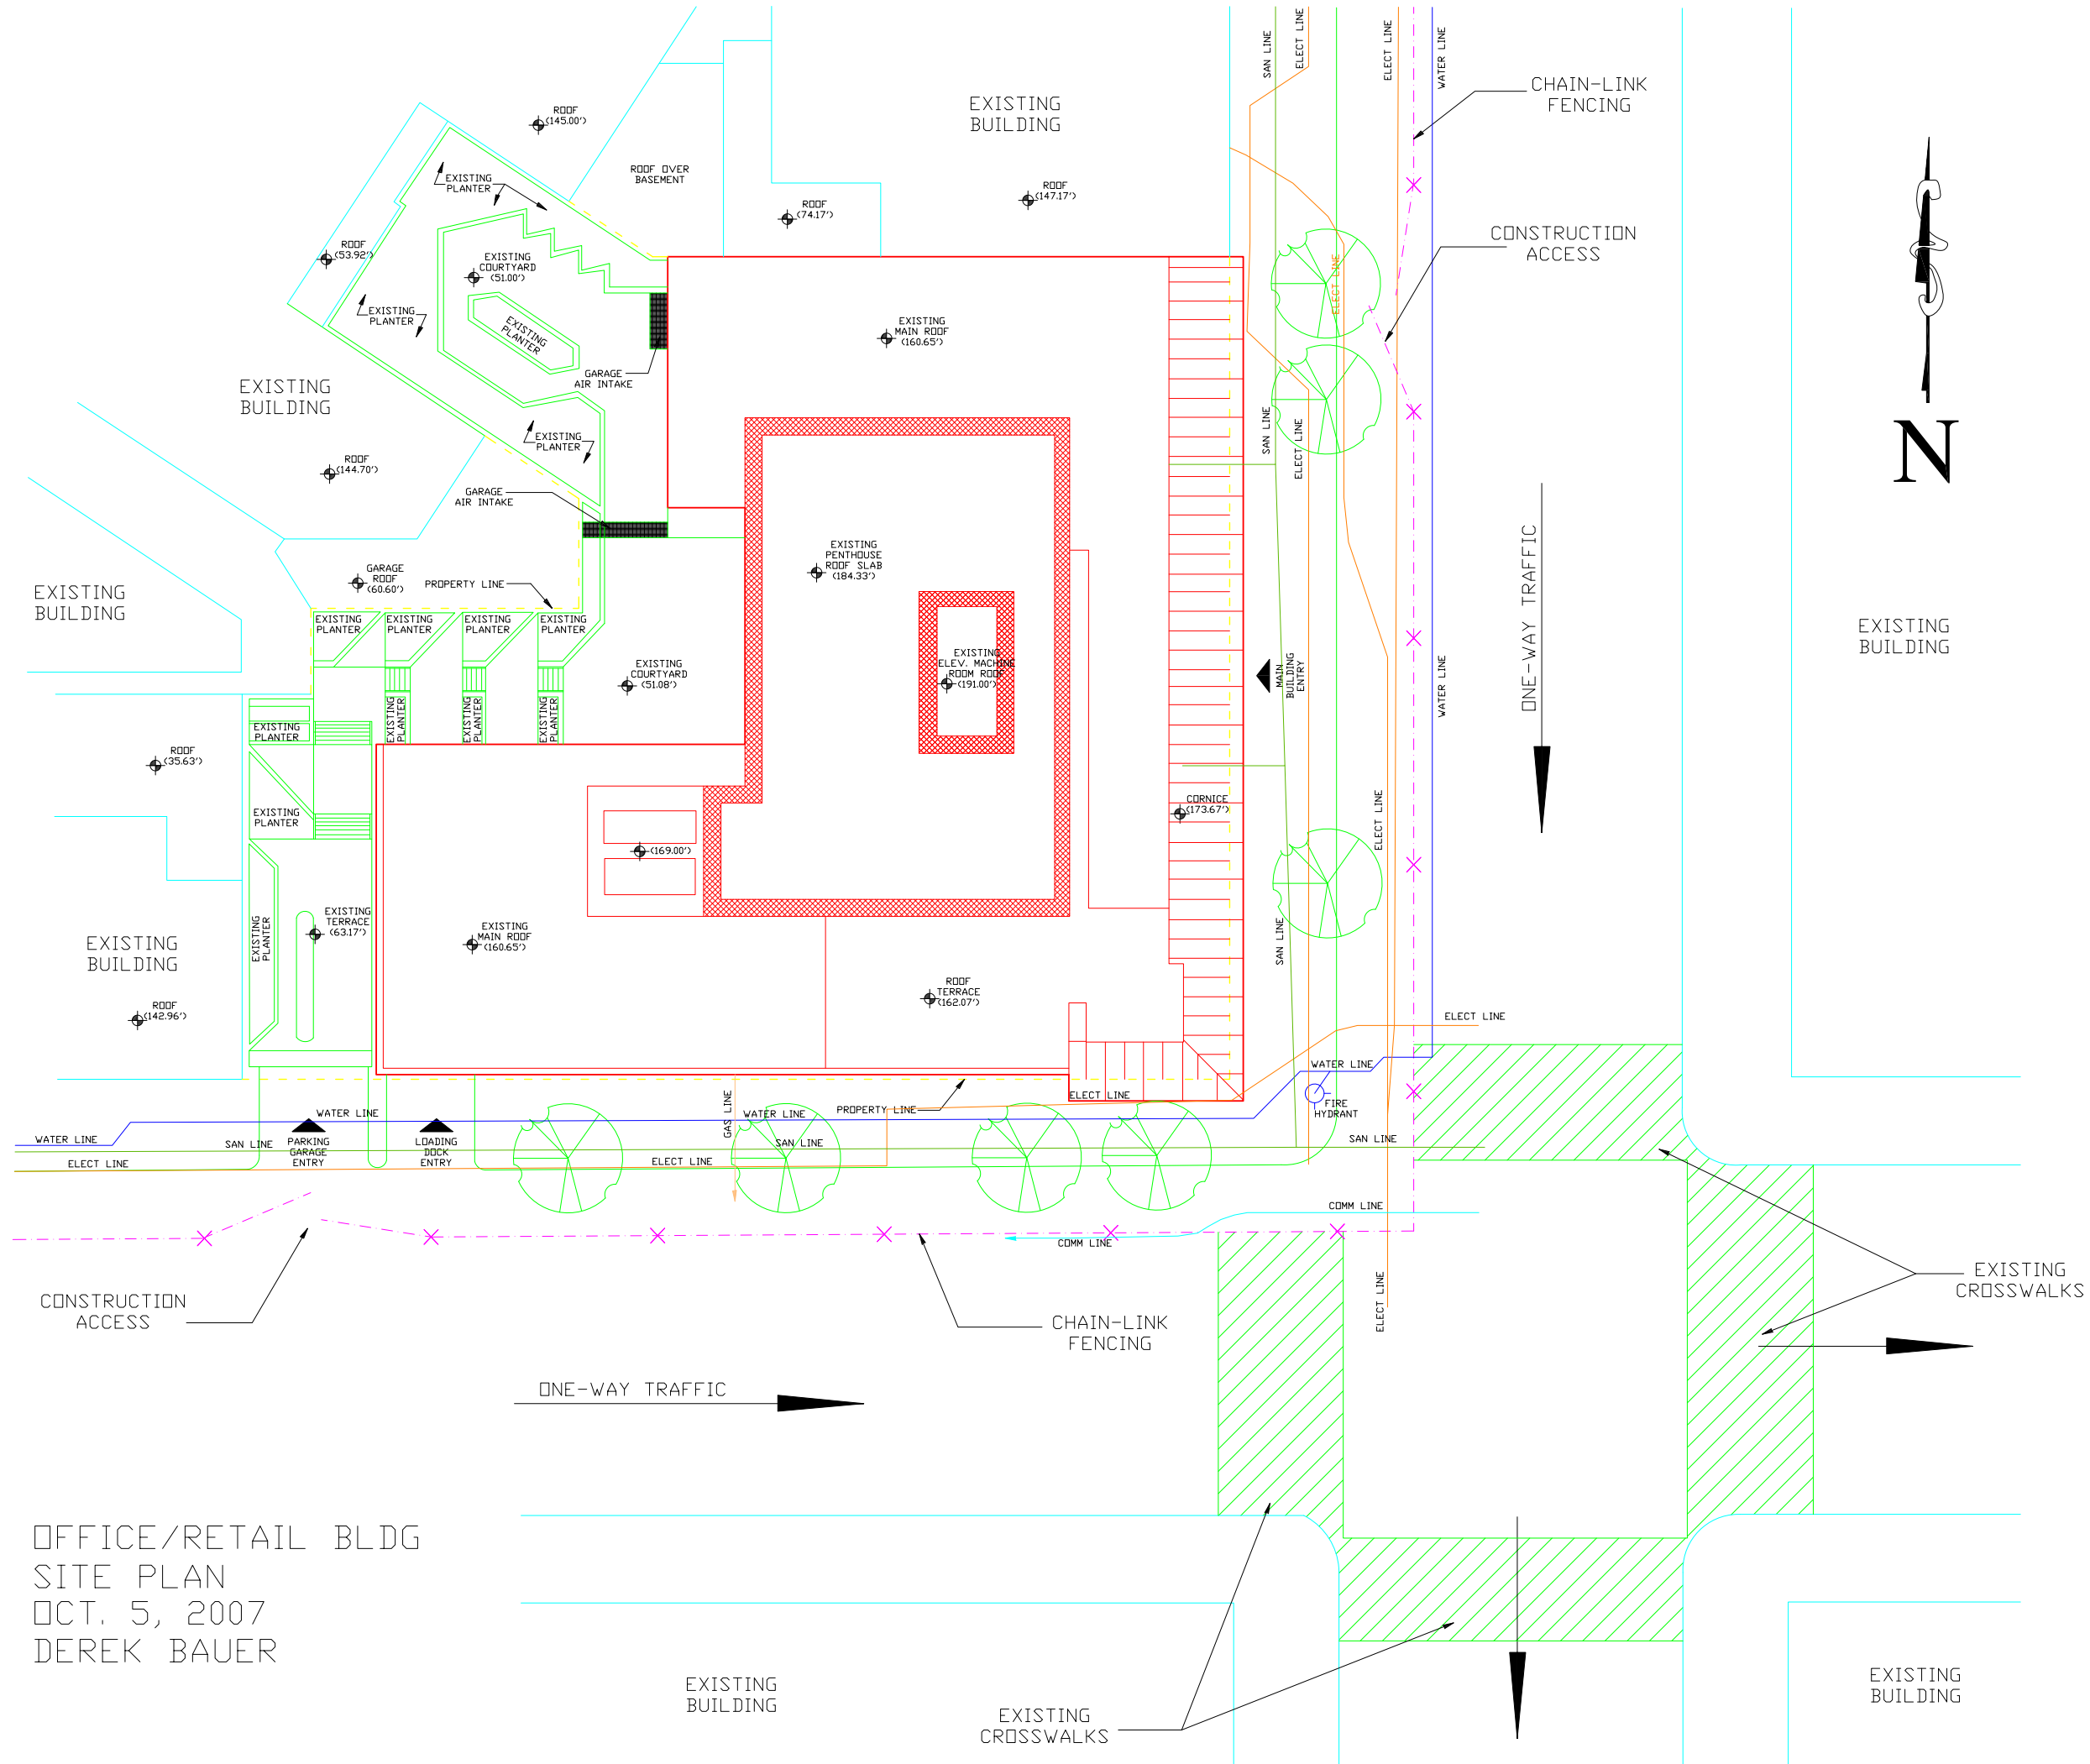 SAN LINE
ELECT LINE
ELECT LINE
WATER LINE
CHAIN-LINK
FENCING
EXISTING
BUILDING
ROOF
(145.00')
ROOF OVER
BASEMENT
EXISTING
PLANTER
ROOF
(147.17')
ROOF
(74.17')
ROOF
(53.92')
EXISTING
COURTYARD
(51.00')
CONSTRUCTION
ACCESS
ELECT LINE
EXISTING
PLANTER
EXISTING
PLANTER
EXISTING
MAIN ROOF
(160.65')
GARAGE
AIR INTAKE
EXISTING
BUILDING
N
SAN LINE
ELECT LINE
EXISTING
PLANTER
ROOF
(144.70')
GARAGE
AIR INTAKE
ONE-WAY TRAFFIC
EXISTING
PENTHOUSE
ROOF SLAB
(184.33')
GARAGE
ROOF
(60.60')
PROPERTY LINE
EXISTING
BUILDING
EXISTING
PLANTER
EXISTING
PLANTER
EXISTING
PLANTER
EXISTING
PLANTER
EXISTING
BUILDING
EXISTING
COURTYARD
(51.08')
EXISTING
ELEV. MACHINE
ROOM ROOF
(191.00')
MAIN
BUILDING
ENTRY
WATER LINE
EXISTING
PLANTER
EXISTING
PLANTER
EXISTING
PLANTER
EXISTING
PLANTER
ROOF
(35.63')
EXISTING
PLANTER
CORNICE
(173.67')
ELECT LINE
(169.00')
EXISTING
PLANTER
EXISTING
TERRACE
(63.17')
EXISTING
MAIN ROOF
(160.65')
SAN LINE
EXISTING
BUILDING
ROOF
(142.96')
ROOF
TERRACE
(162.07')
ELECT LINE
WATER LINE
ELECT LINE
FIRE
HYDRANT
GAS LINE
WATER LINE
WATER LINE
PROPERTY LINE
WATER LINE
SAN LINE
PARKING
GARAGE
ENTRY
LOADING
DOCK
ENTRY
SAN LINE
SAN LINE
ELECT LINE
ELECT LINE
COMM LINE
COMM LINE
CONSTRUCTION
ACCESS
CHAIN-LINK
FENCING
ELECT LINE
EXISTING
CROSSWALKS
ONE-WAY TRAFFIC
OFFICE/RETAIL BLDG
SITE PLAN
OCT. 5, 2007
DEREK BAUER
EXISTING
BUILDING
EXISTING
CROSSWALKS
EXISTING
BUILDING